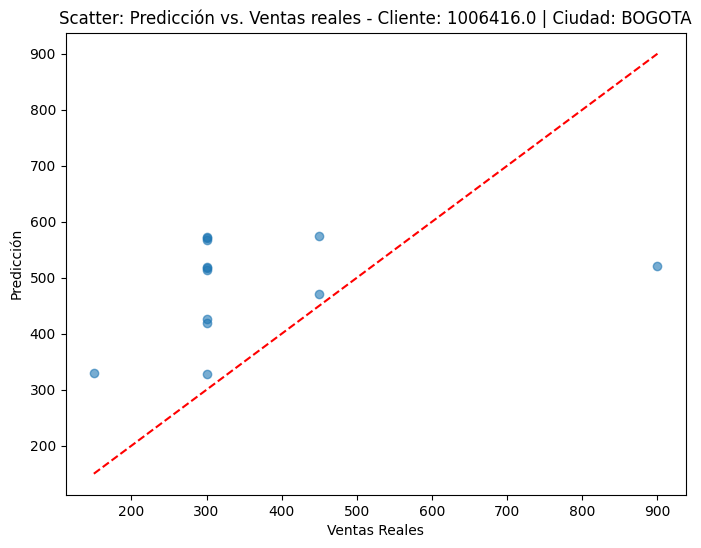 Scatter: Predicción vs. Ventas reales - Cliente: 1006416.0 | Ciudad: BOGOTA
900
800
700
600
500
400
300
200
Predicción
200 300 400 500 600 700 800 900
Ventas Reales